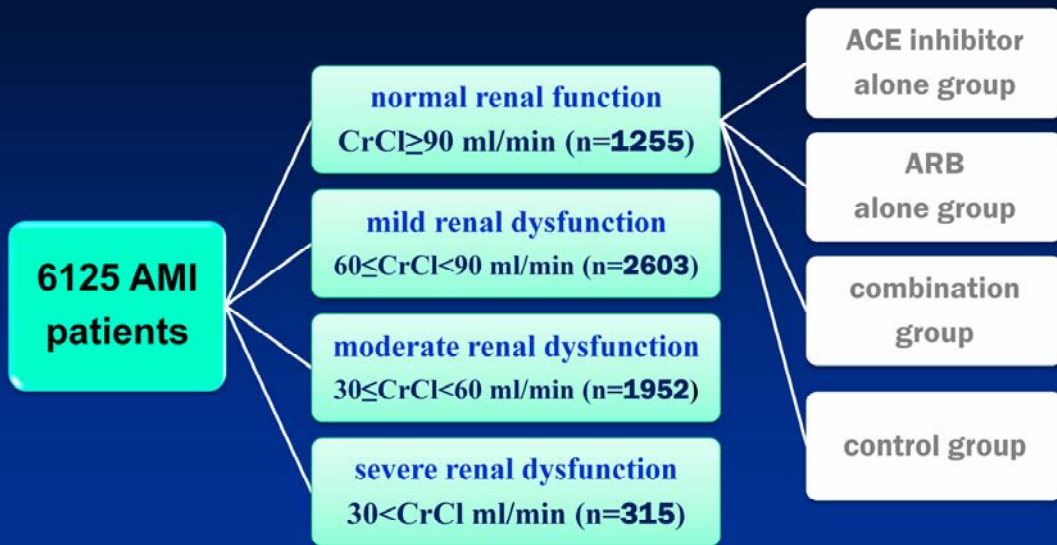 6125 AMI
patients
normal renal function
CrCl≥90 ml/min (n=1255)
mild renal dysfunction
60≤CrCl<90 ml/min (n=2603)
moderate renal dysfunction
30≤CrCl<60 ml/min (n=1952)
severe renal dysfunction
30<CrCl ml/min (n=315)
ACE inhibitor
alone group
ARB
alone group
combination
group
control group